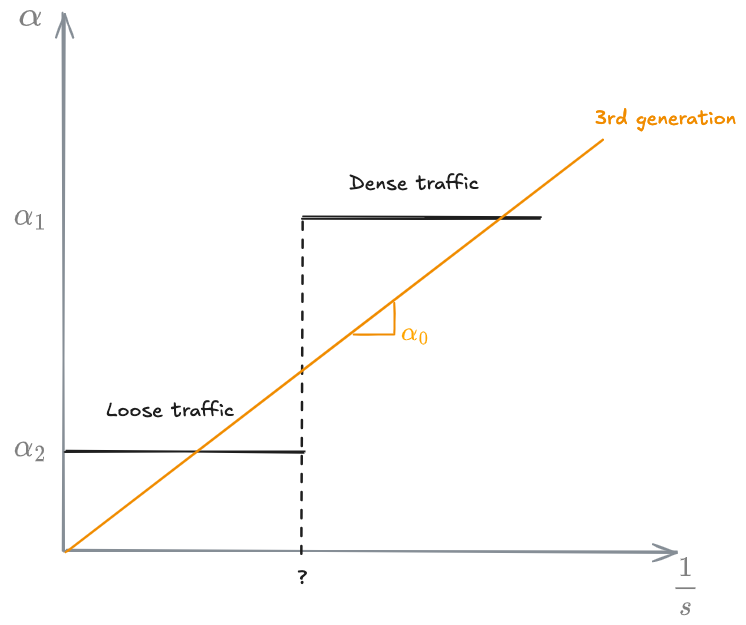 α
3rd generation
Dense traffic
α₁
α₀
Loose traffic
α₂
?
1
s